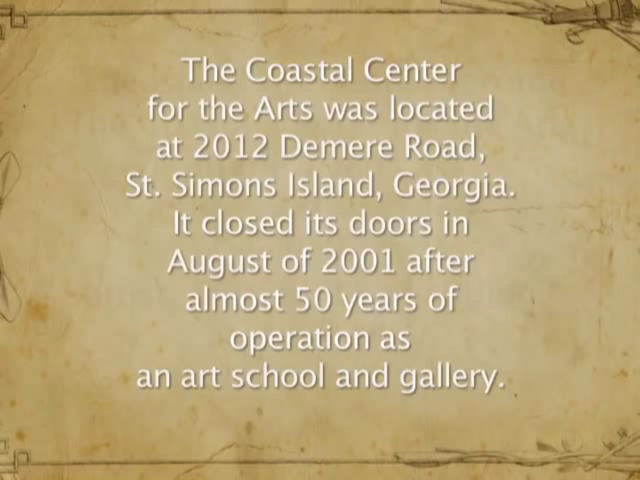 The Coastal Center
for the Arts was located
at 2012 Demere Road,
St. Simons Island, Georgia.
It closed its doors in
August of 2001 after
almost 50 years of
operation as
an art school and gallery.